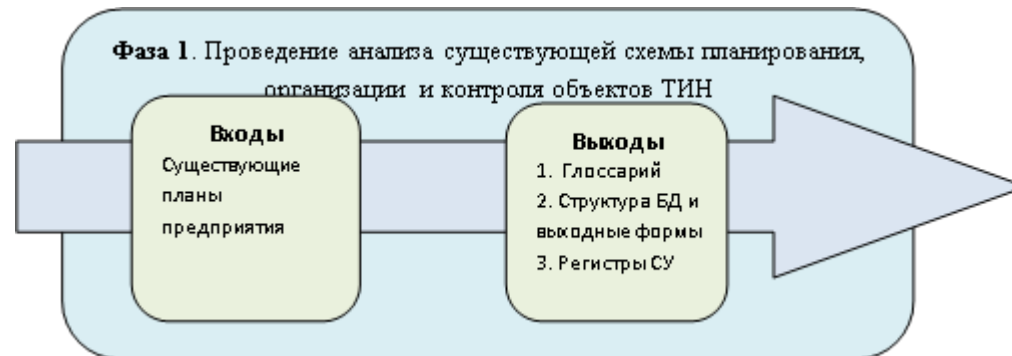 Фаза 1. Проведение анализа существующей схемы планирования,
организации и контроля объектов ТИН
Входы
Существующие
планы
предприятия
Выходы
1. Глоссарий
2. Структура БД и
выходные формы
3. Регистры СУ